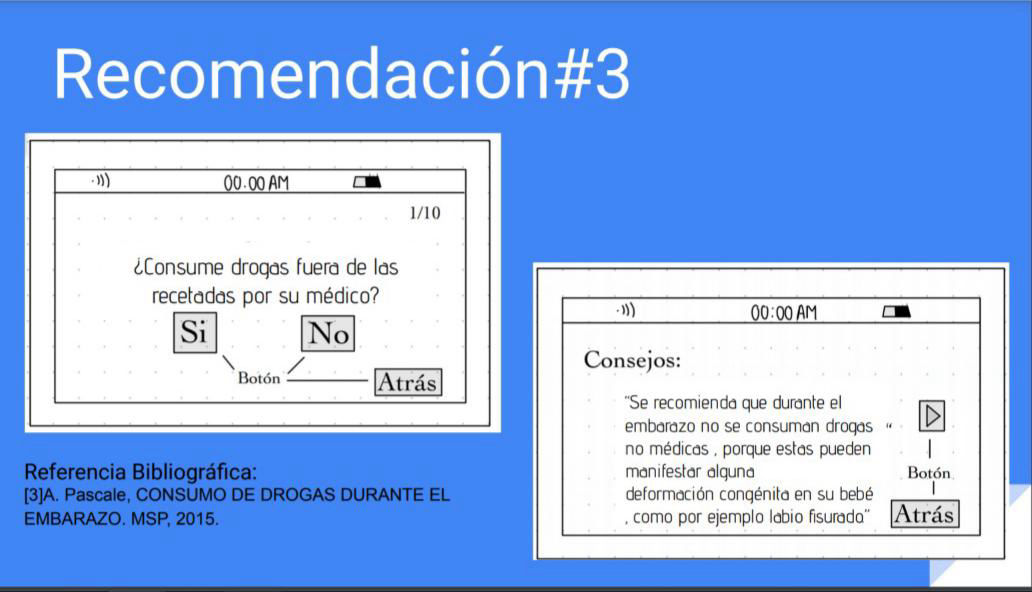 Recomendación#3
·)))
00:00 AM
1/10
¿Consume drogas fuera de las
recetadas por su médico?
Si
No
Botón
Atrás
Referencia Bibliográfica:
[3]A. Pascale, CONSUMO DE DROGAS DURANTE EL
EMBARAZO. MSP, 2015.
·)))
00:00 AM
Consejos:
“Se recomienda que durante el
embarazo no se consuman drogas “
no médicas , porque estas pueden
manifestar alguna
deformación congénita en su bebé
, como por ejemplo labio fisurado”
Botón
Atrás